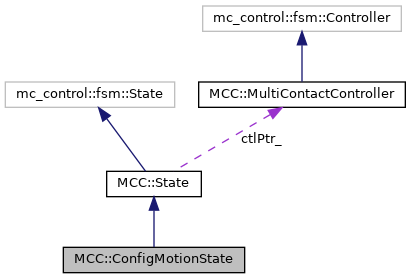 mc_control::fsm::Controller
mc_control::fsm::State
MCC::MultiContactController
ctlPtr_
MCC::State
MCC::ConfigMotionState